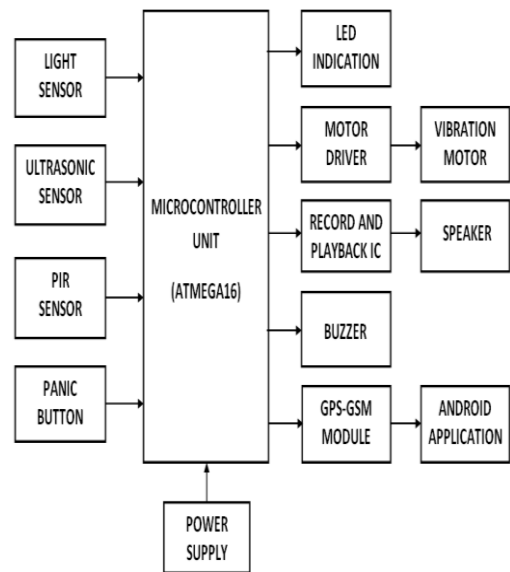 LIGHT
SENSOR
ULTRASONIC
SENSOR
PIR
SENSOR
PANIC
BUTTON
MICROCONTROLLER
UNIT
(ATMEGA16)
POWER
SUPPLY
LED
INDICATION
MOTOR
DRIVER
VIBRATION
MOTOR
RECORD AND
PLAYBACK IC
SPEAKER
BUZZER
GPS-GSM
MODULE
ANDROID
APPLICATION